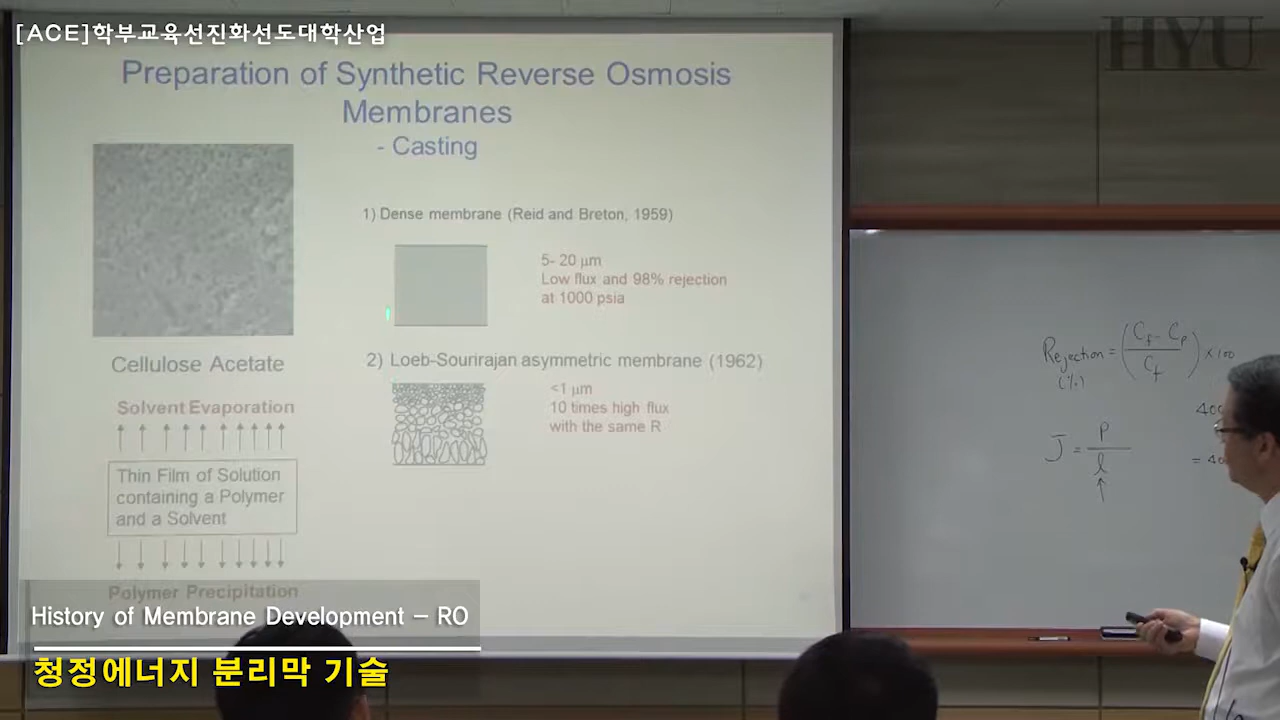 [ACE]학부교육선진화선도대학산업
HYU
Preparation of Synthetic Reverse Osmosis
Membranes
- Casting
1) Dense membrane (Reid and Breton, 1959)
5- 20 μm
Low flux and 98% rejection
at 1000 psia
Cellulose Acetate
2) Loeb-Sourirajan asymmetric membrane (1962)
<1 μm
10 times high flux
with the same R
Solvent Evaporation
Thin Film of Solution
containing a Polymer
and a Solvent
Polymer Precipitation
Rejection = (Cf - Cp / Cf) × 100
(%)
J = P / l
History of Membrane Development – RO
청정에너지 분리막 기술